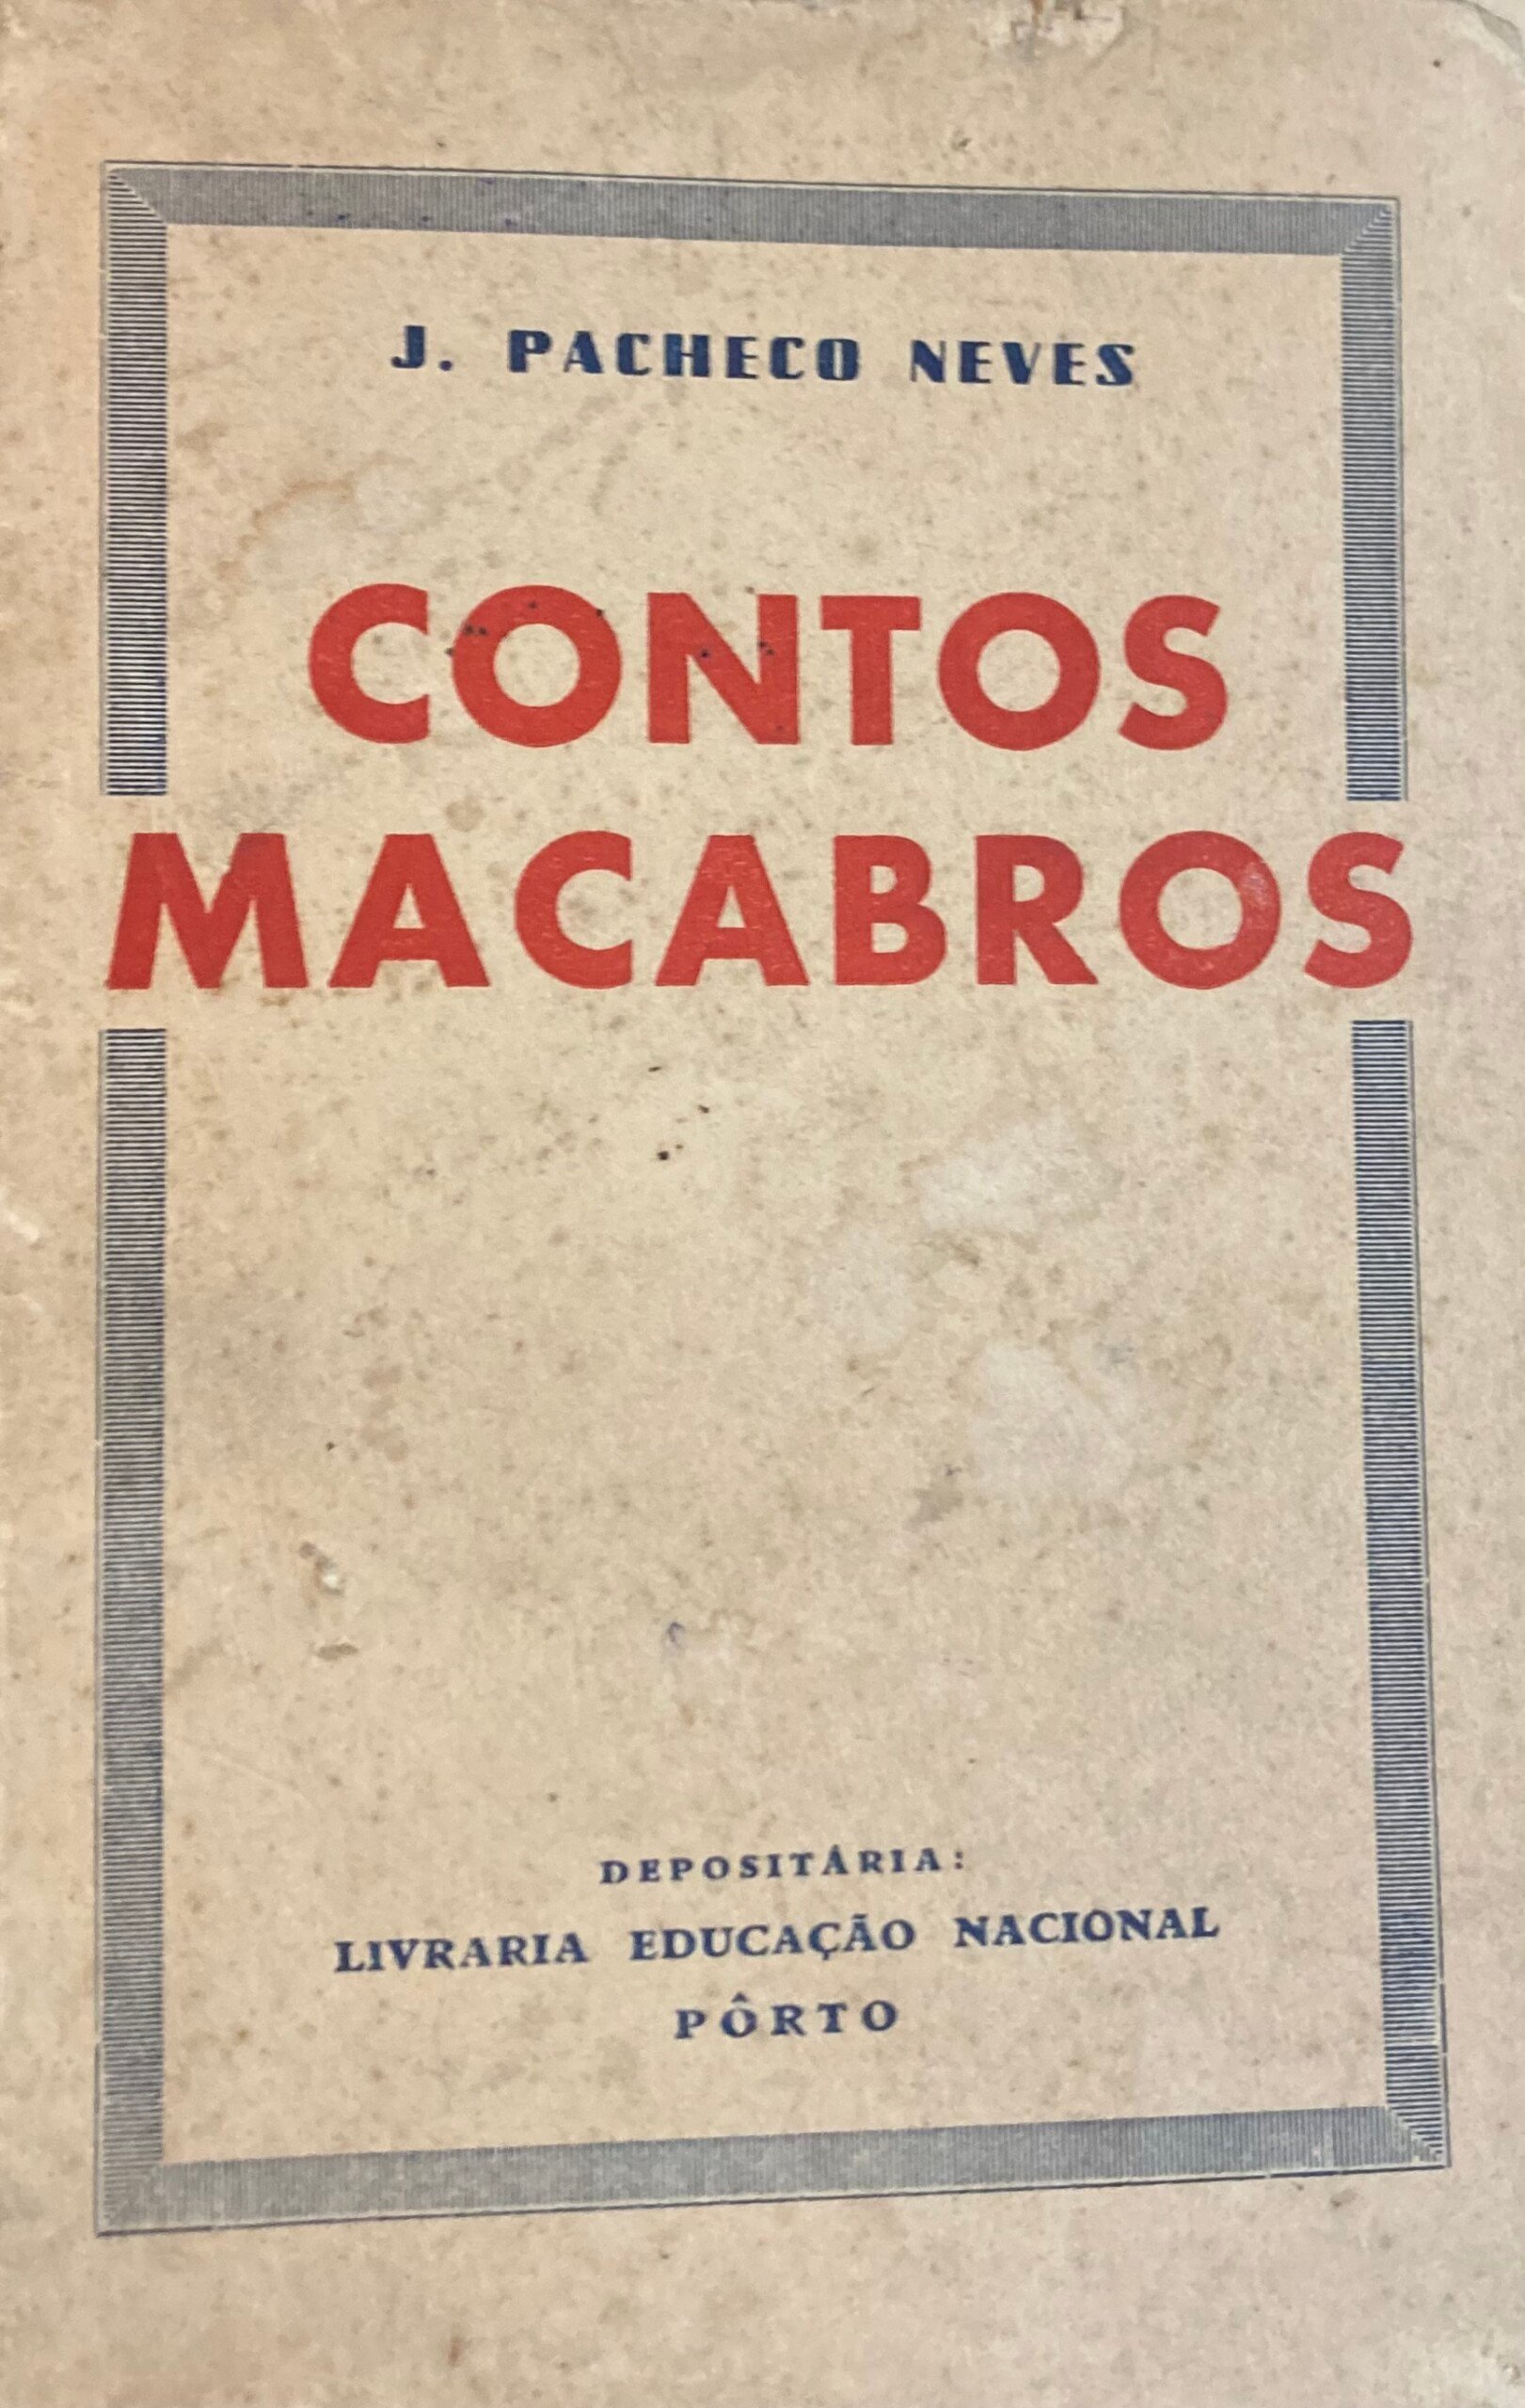 J. PACHECO NEVES
CONTOS
MACABROS
DEPOSITÁRIA:
LIVRARIA EDUCAÇÃO NACIONAL
PÔRTO